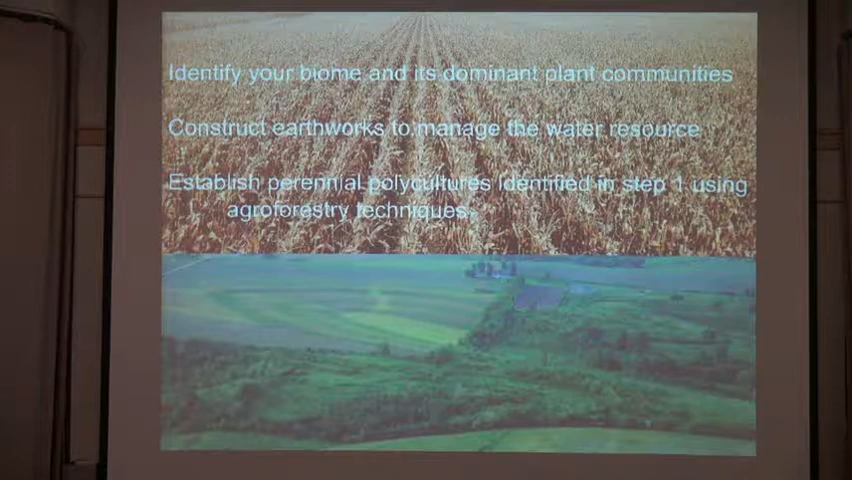 Identify your biome and its dominant plant communities
Construct earthworks to manage the water resource
Establish perennial polycultures identified in step 1 using
agroforestry techniques.